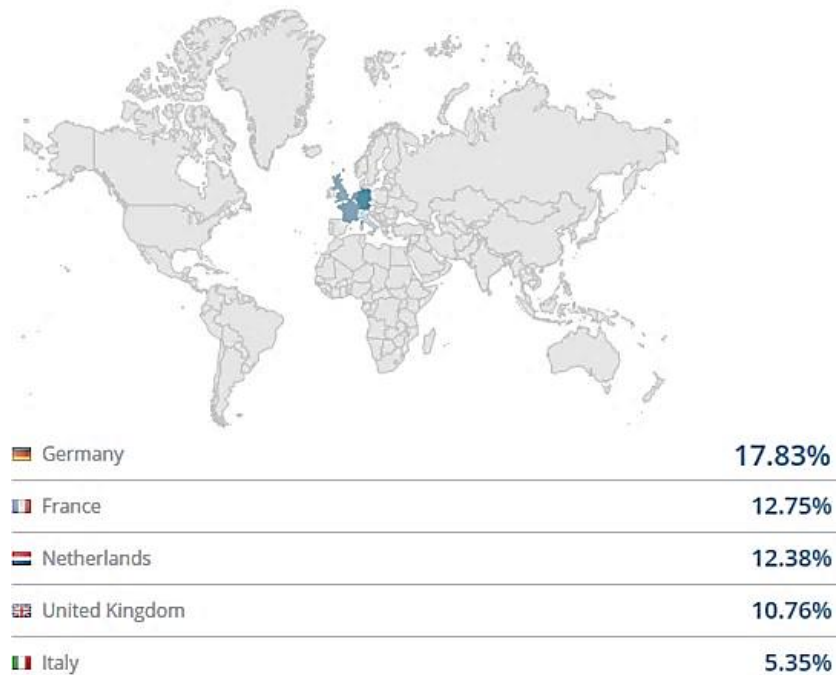 Germany 17.83%
France 12.75%
Netherlands 12.38%
United Kingdom 10.76%
Italy 5.35%